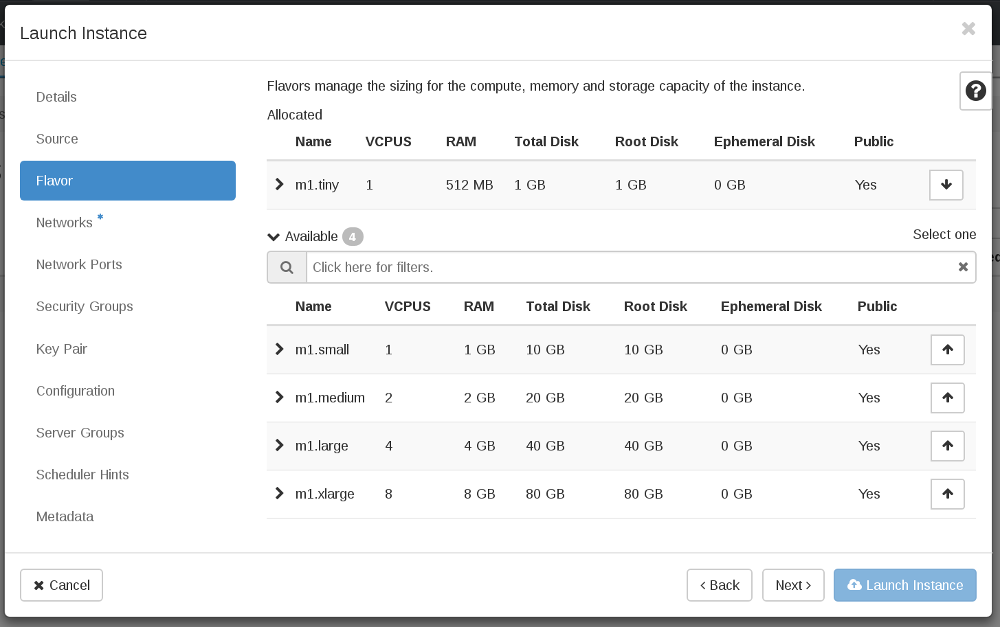 Launch Instance
Details
Source
Flavor
Networks *
Network Ports
Security Groups
Key Pair
Configuration
Server Groups
Scheduler Hints
Metadata
Flavors manage the sizing for the compute, memory and storage capacity of the instance.
Allocated
Name VCPUS RAM Total Disk Root Disk Ephemeral Disk Public
m1.tiny 1 512 MB 1 GB 1 GB 0 GB Yes
Available 4 Select one
Click here for filters.
Name VCPUS RAM Total Disk Root Disk Ephemeral Disk Public
m1.small 1 1 GB 10 GB 10 GB 0 GB Yes
m1.medium 2 2 GB 20 GB 20 GB 0 GB Yes
m1.large 4 4 GB 40 GB 40 GB 0 GB Yes
m1.xlarge 8 8 GB 80 GB 80 GB 0 GB Yes
Cancel < Back Next > Launch Instance